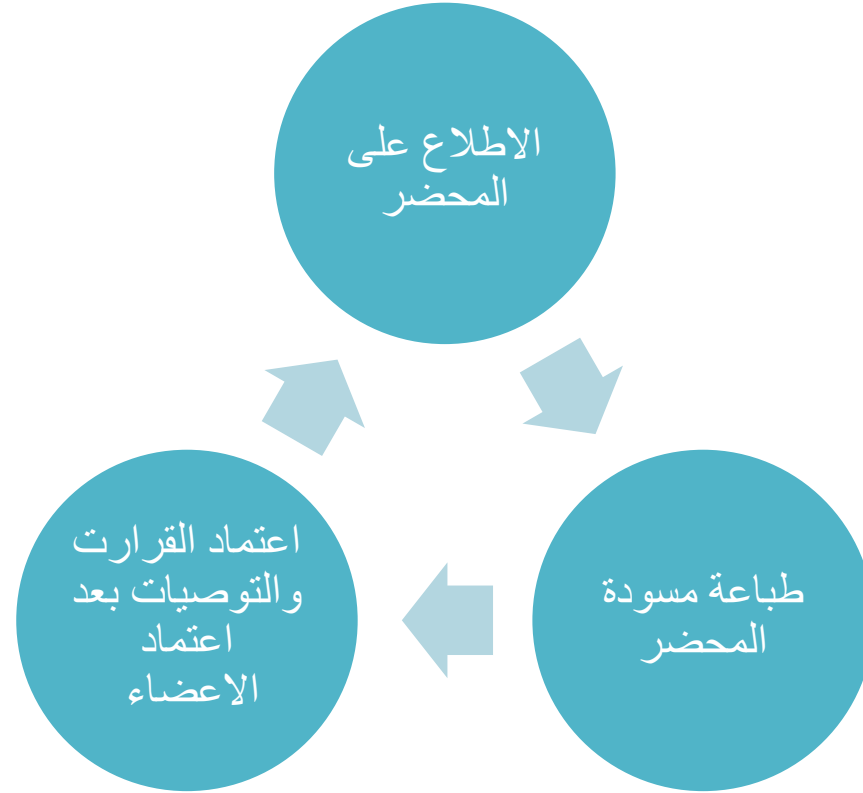 الاطلاع على
المحضر
طباعة مسودة
المحضر
اعتماد القرارت
والتوصيات بعد
اعتماد
الاعضاء